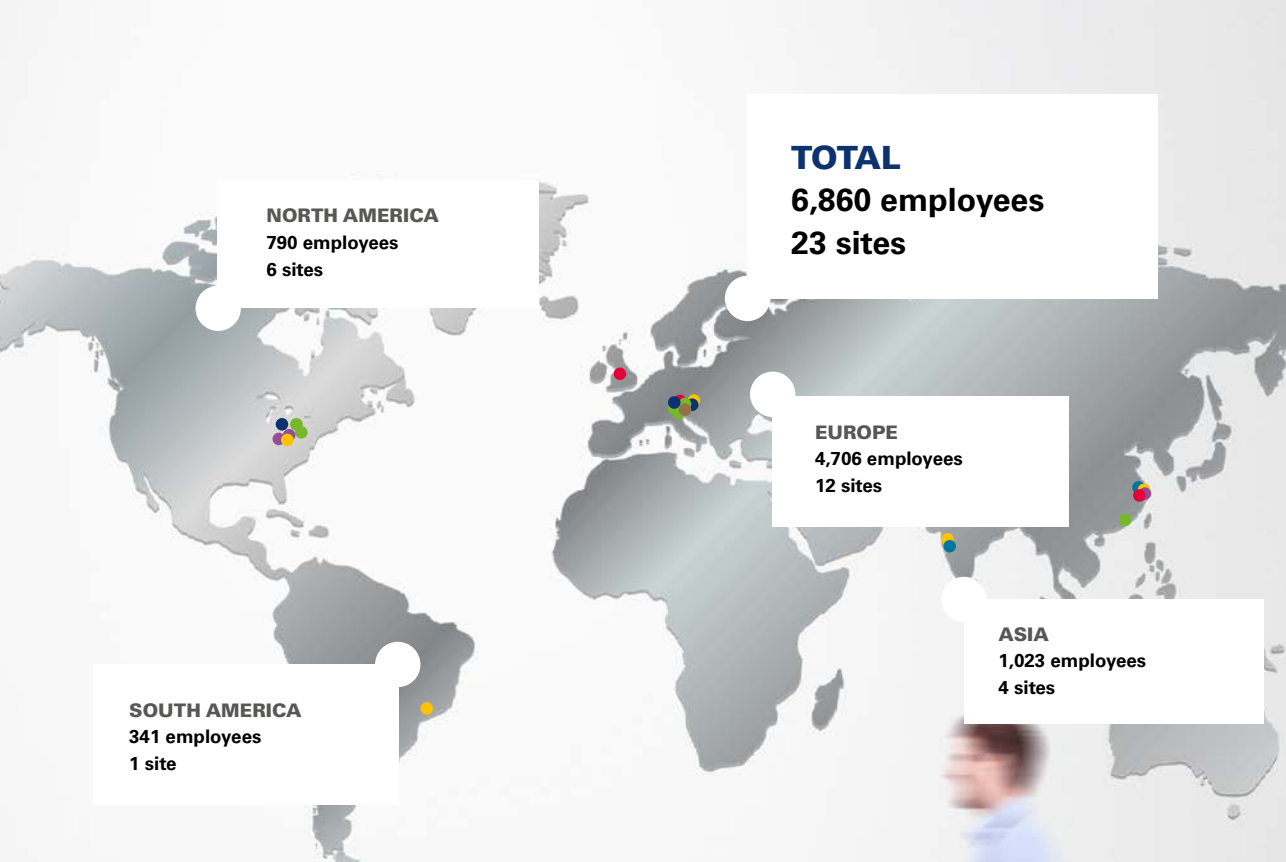 TOTAL
6,860 employees
23 sites
NORTH AMERICA
790 employees
6 sites
EUROPE
4,706 employees
12 sites
ASIA
1,023 employees
4 sites
SOUTH AMERICA
341 employees
1 site